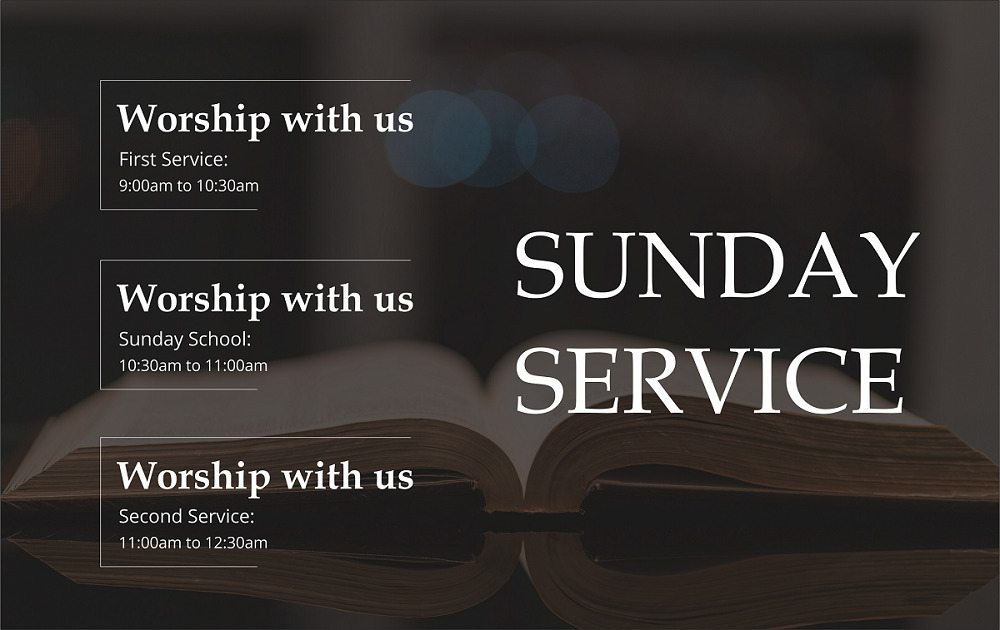 Worship with us
First Service:
9:00am to 10:30am
Worship with us
Sunday School:
10:30am to 11:00am
Worship with us
Second Service:
11:00am to 12:30am
SUNDAY
SERVICE